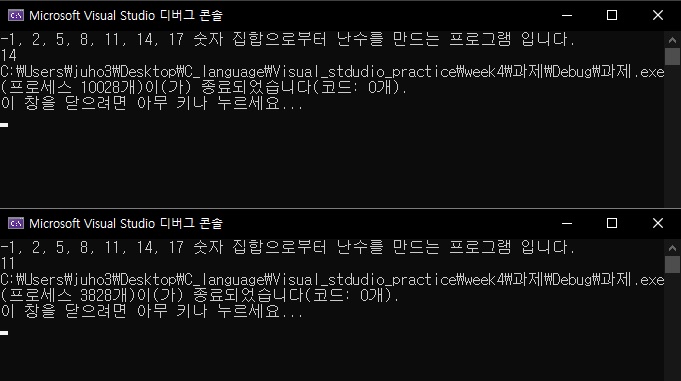 Microsoft Visual Studio 디버그 콘솔
-1, 2, 5, 8, 11, 14, 17 숫자 집합으로부터 난수를 만드는 프로그램 입니다.
14
C:₩Users₩juho3₩Desktop₩C_language₩Visual_stdudio_practice₩week4₩과제₩Debug₩과제.exe
(프로세스 10028개)이(가) 종료되었습니다(코드: 0개).
이 창을 닫으려면 아무 키나 누르세요...
Microsoft Visual Studio 디버그 콘솔
-1, 2, 5, 8, 11, 14, 17 숫자 집합으로부터 난수를 만드는 프로그램 입니다.
11
C:₩Users₩juho3₩Desktop₩C_language₩Visual_stdudio_practice₩week4₩과제₩Debug₩과제.exe
(프로세스 3828개)이(가) 종료되었습니다(코드: 0개).
이 창을 닫으려면 아무 키나 누르세요...